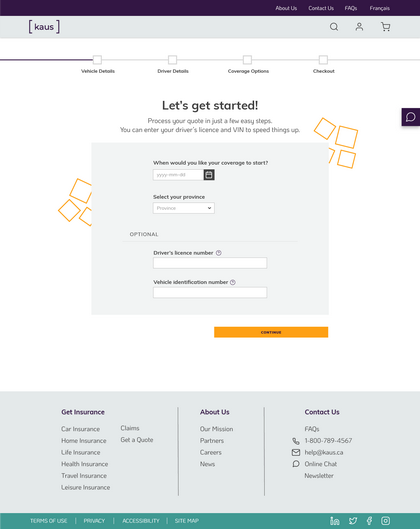 About Us Contact Us FAQs Français
[kaus]
Vehicle Details Driver Details Coverage Options Checkout
Let's get started!
Process your quote in just a few easy steps.
You can enter your driver's licence and VIN to speed things up.
When would you like your coverage to start?
yyyy-mm-dd
Select your province
Province
OPTIONAL
Driver's licence number ?
Vehicle identification number ?
CONTINUE
Get Insurance
Car Insurance
Home Insurance
Life Insurance
Health Insurance
Travel Insurance
Leisure Insurance
Claims
Get a Quote
About Us
Our Mission
Partners
Careers
News
Contact Us
FAQs
1-800-789-4567
help@kaus.ca
Online Chat
Newsletter
TERMS OF USE | PRIVACY | ACCESSIBILITY | SITE MAP